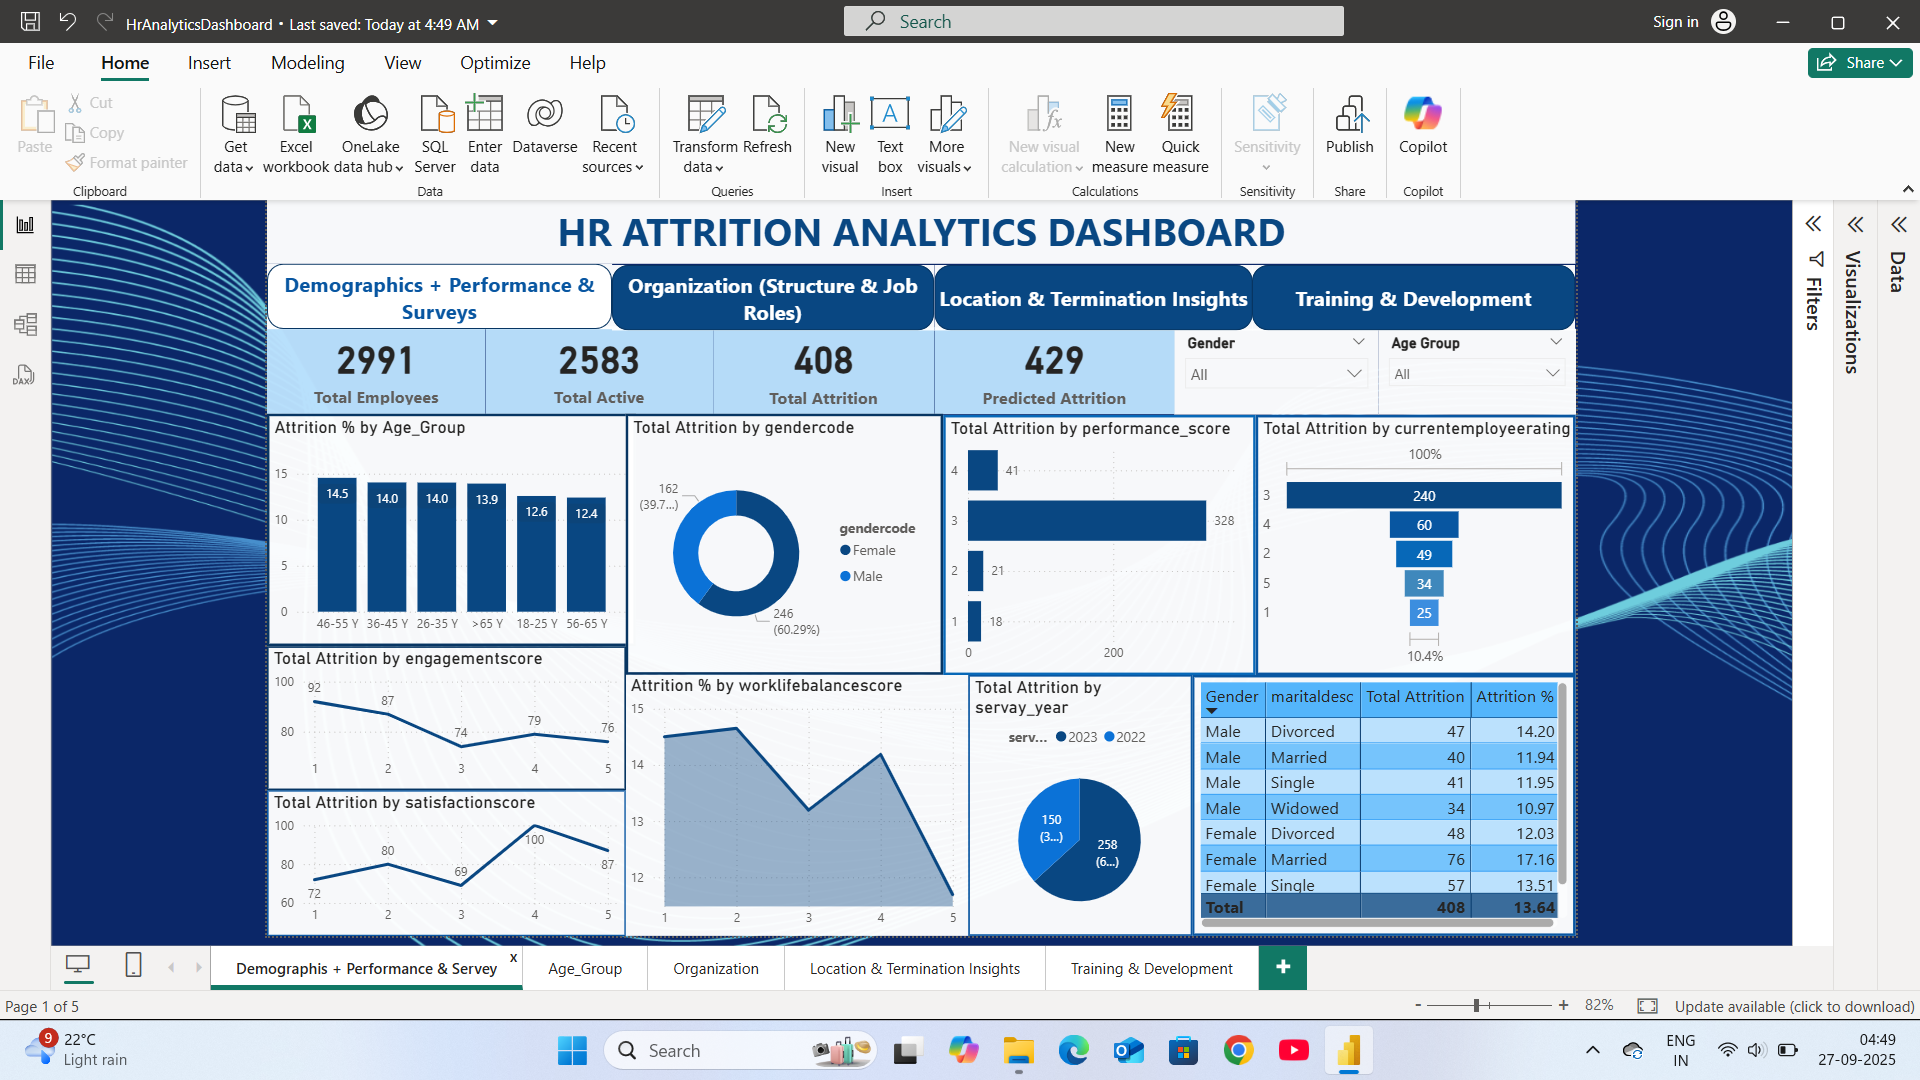 HrAnalyticsDashboard • Last saved: Today at 4:49 AM
Search
Sign in
File Home Insert Modeling View Optimize Help
Share
Paste
Cut
Copy
Format painter
Clipboard
Get data
Excel workbook
OneLake data hub
SQL Server
Enter data
Dataverse
Recent sources
Data
Transform data
Refresh
Queries
New visual
Text box
More visuals
Insert
New visual calculation
New measure
Quick measure
Calculations
Sensitivity
Sensitivity
Publish
Share
Copilot
Copilot
HR ATTRITION ANALYTICS DASHBOARD
Demographics + Performance &
Surveys
Organization (Structure & Job
Roles)
Location & Termination Insights
Training & Development
2991
Total Employees
2583
Total Active
408
Total Attrition
429
Predicted Attrition
Gender
All
Age Group
All
Filters
Visualizations
Data
Attrition % by Age_Group
15
10
5
0
14.5 14.0 14.0 13.9 12.6 12.4
46-55 Y 36-45 Y 26-35 Y >65 Y 18-25 Y 56-65 Y
Total Attrition by gendercode
162
(39.7...)
246
(60.29%)
gendercode
Female
Male
Total Attrition by performance_score
4 41
3 328
2 21
1 18
0 200
Total Attrition by currentemployeerating
100%
3 240
4 60
2 49
5 34
1 25
10.4%
Total Attrition by engagementscore
100
80
92 87 74 79 76
1 2 3 4 5
Total Attrition by satisfactionscore
100
80
60
72 80 69 100 87
1 2 3 4 5
Attrition % by worklifebalancescore
15
14
13
12
1 2 3 4 5
Total Attrition by
servay_year
serv... 2023 2022
150
(3...)
258
(6...)
Gender maritaldesc Total Attrition Attrition %
Male Divorced 47 14.20
Male Married 40 11.94
Male Single 41 11.95
Male Widowed 34 10.97
Female Divorced 48 12.03
Female Married 76 17.16
Female Single 57 13.51
Total 408 13.64
Demographis + Performance & Servey x
Age_Group
Organization
Location & Termination Insights
Training & Development
+
Page 1 of 5
- + 82%
Update available (click to download)
9
22°C
Light rain
Search
ENG
IN
04:49
27-09-2025